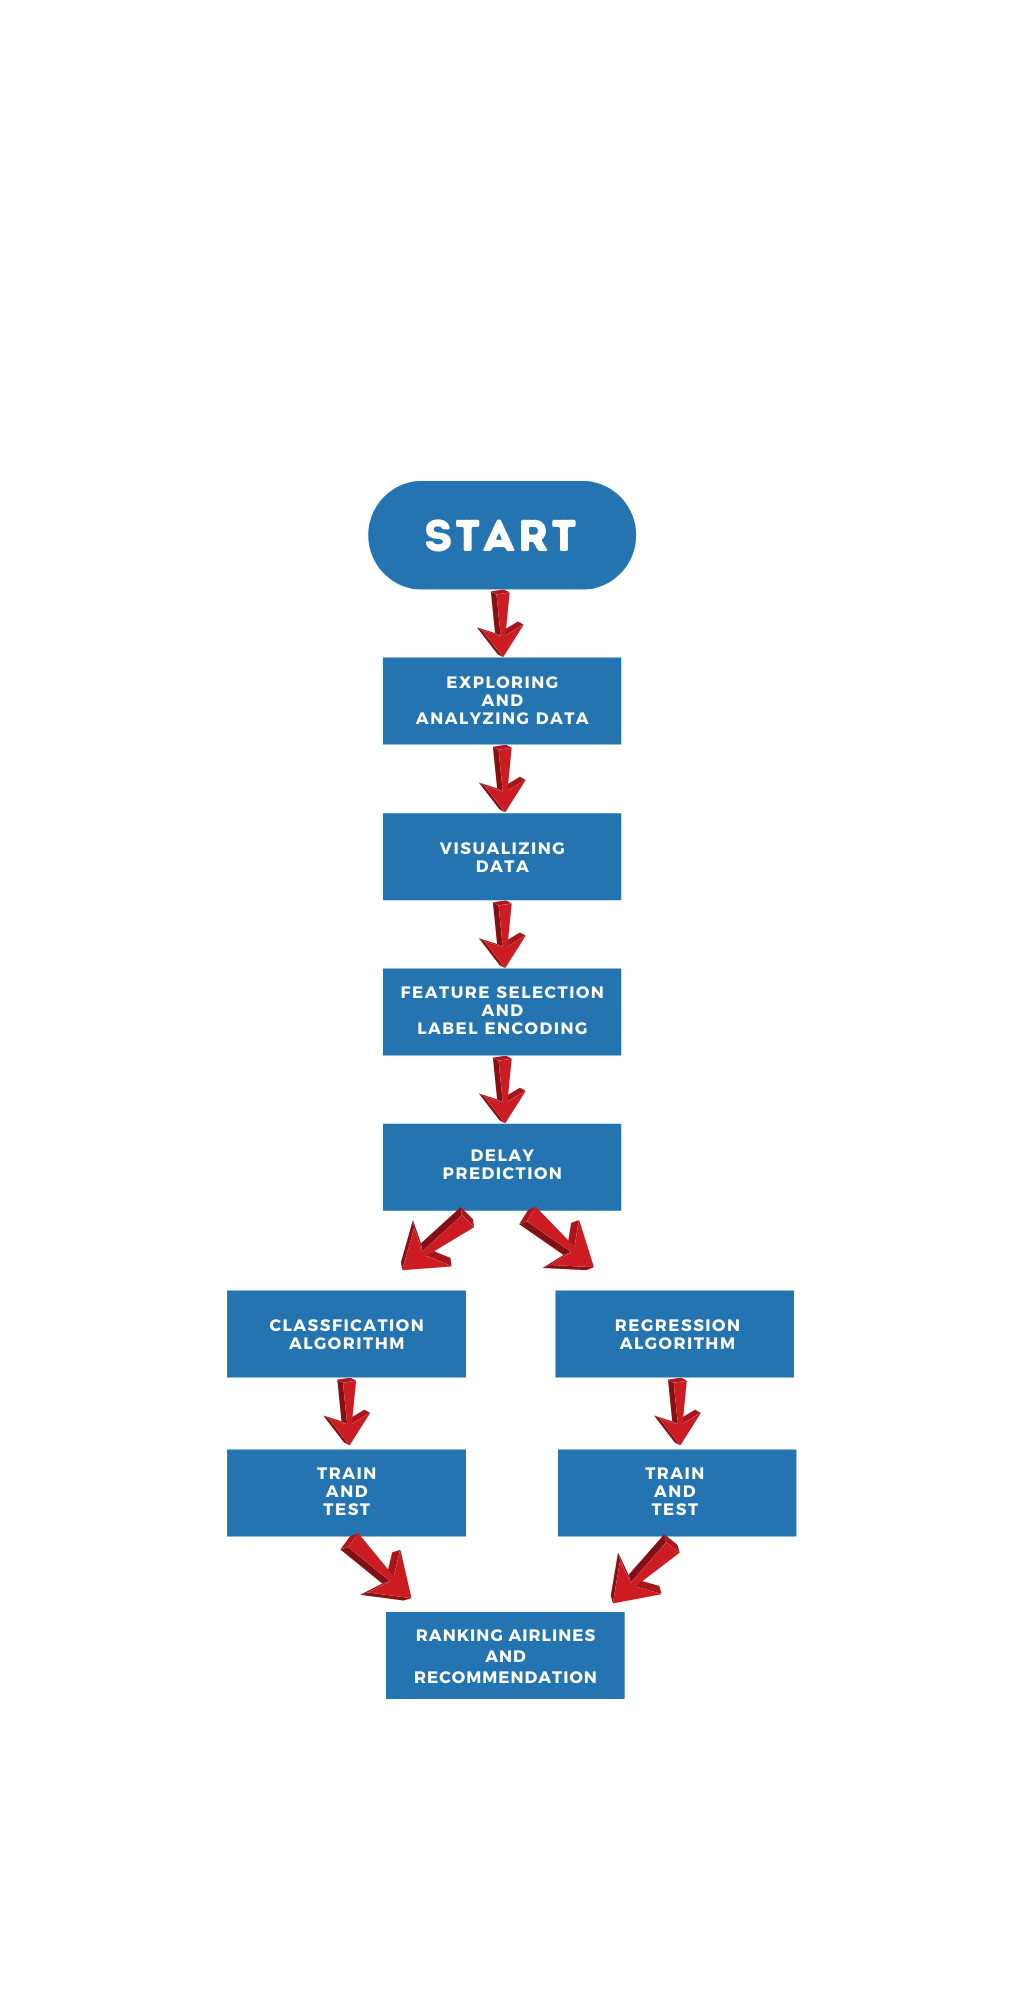 START
EXPLORING
AND
ANALYZING DATA
VISUALIZING
DATA
FEATURE SELECTION
AND
LABEL ENCODING
DELAY
PREDICTION
CLASSFICATION
ALGORITHM
REGRESSION
ALGORITHM
TRAIN
AND
TEST
TRAIN
AND
TEST
RANKING AIRLINES
AND
RECOMMENDATION